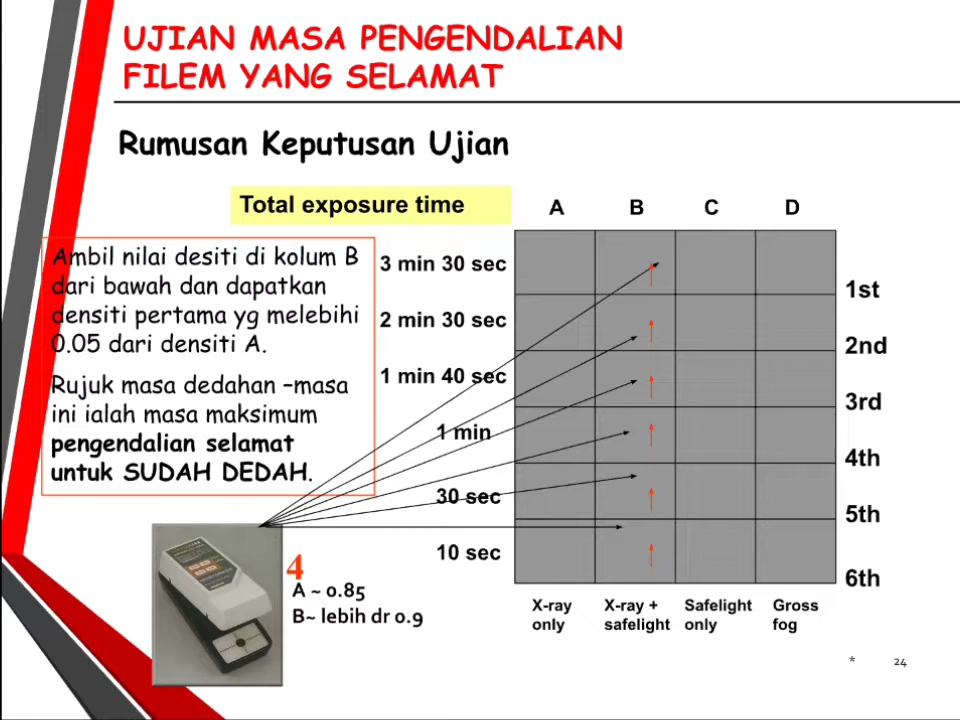 UJIAN MASA PENGENDALIAN
FILEM YANG SELAMAT
Rumusan Keputusan Ujian
Total exposure time
A B C D
Ambil nilai desiti di kolum B
dari bawah dan dapatkan
densiti pertama yg melebihi
0.05 dari densiti A.
Rujuk masa dedahan –masa
ini ialah masa maksimum
pengendalian selamat
untuk SUDAH DEDAH.
3 min 30 sec
2 min 30 sec
1 min 40 sec
1 min
30 sec
10 sec
1st
2nd
3rd
4th
5th
6th
4
A ~ 0.85
B~ lebih dr 0.9
X-ray
only
X-ray +
safelight
Safelight
only
Gross
fog
*
24